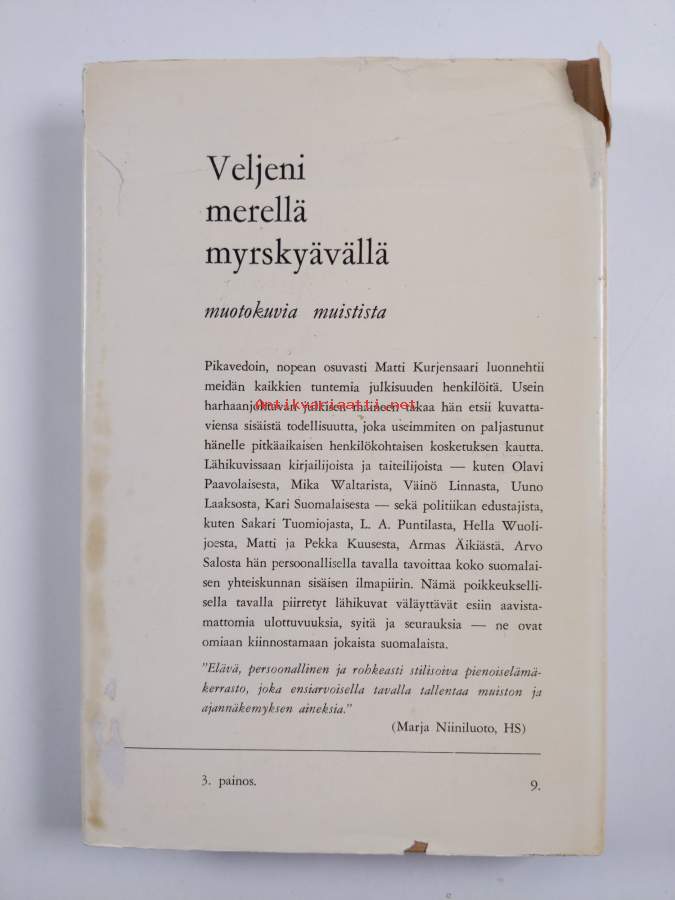 Veljeni
merellä
myrskyävällä
muotokuvia muistista
Pikavedoin, nopean osuvasti Matti Kurjensaari luonnehtii
meidän kaikkien tuntemia julkisuuden henkilöitä. Usein
harhaanjohtavan julkisen maineen takaa hän etsii kuvatta-
Antikvariaatti.net
viensa sisäistä todellisuutta, joka useimmiten on paljastunut
hänelle pitkäaikaisen henkilökohtaisen kosketuksen kautta.
Lähikuvissaan kirjailijoista ja taiteilijoista — kuten Olavi
Paavolaisesta, Mika Waltarista, Väinö Linnasta, Uuno
Laaksosta, Kari Suomalaisesta — sekä politiikan edustajista,
kuten Sakari Tuomiojasta, L. A. Puntilasta, Hella Wuoli-
joesta, Matti ja Pekka Kuusesta, Armas Äikiästä, Arvo
Salosta hän persoonallisella tavalla tavoittaa koko suomalai-
sen yhteiskunnan sisäisen ilmapiirin. Nämä poikkeukselli-
sella tavalla piirretyt lähikuvat väläyttävät esiin aavista-
mattomia ulottuvuuksia, syitä ja seurauksia — ne ovat
omiaan kiinnostamaan jokaista suomalaista.
"Elävä, persoonallinen ja rohkeasti stilisoiva pienoiselämä-
kerrasto, joka ensiarvoisella tavalla tallentaa muiston ja
ajannäkemyksen aineksia."
(Marja Niiniluoto, HS)
3. painos.
9.